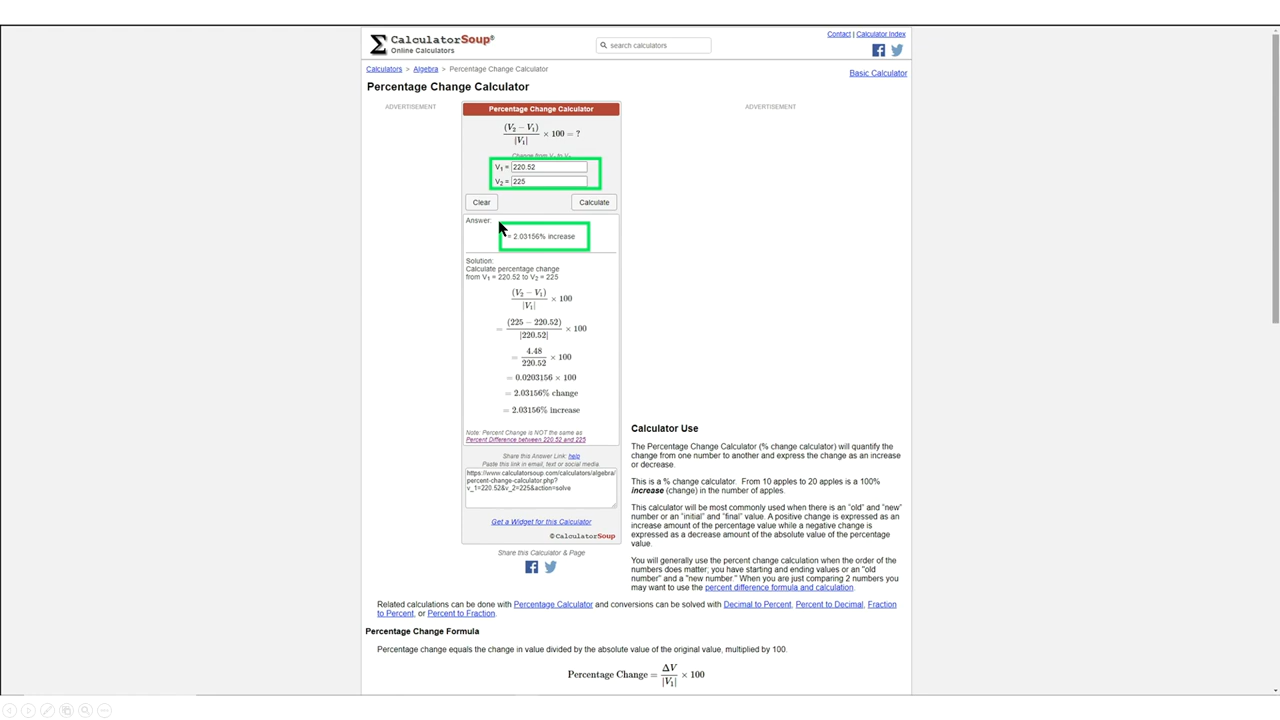 CalculatorSoup®
Online Calculators
search calculators
Contact | Calculator Index
Calculators > Algebra > Percentage Change Calculator
Basic Calculator
Percentage Change Calculator
ADVERTISEMENT
ADVERTISEMENT
Percentage Change Calculator
(V₂ − V₁) / |V₁| × 100 = ?
Change from V₁ to V₂
V₁ = 220.52
V₂ = 225
Clear
Calculate
Answer:
= 2.03156% increase
Solution:
Calculate percentage change
from V₁ = 220.52 to V₂ = 225
(V₂ − V₁) / |V₁| × 100
= (225 − 220.52) / |220.52| × 100
= 4.48 / 220.52 × 100
= 0.0203156 × 100
= 2.03156% change
= 2.03156% increase
Note: Percent Change is NOT the same as
Percent Difference between 220.52 and 225
Share this Answer Link: help
Paste this link in email, text or social media.
https://www.calculatorsoup.com/calculators/algebra/
percent-change-calculator.php?
v_1=220.52&v_2=225&action=solve
Get a Widget for this Calculator
©CalculatorSoup
Share this Calculator & Page
Calculator Use
The Percentage Change Calculator (% change calculator) will quantify the
change from one number to another and express the change as an increase
or decrease.
This is a % change calculator. From 10 apples to 20 apples is a 100%
increase (change) in the number of apples.
This calculator will be most commonly used when there is an "old" and "new"
number or an "initial" and "final" value. A positive change is expressed as an
increase amount of the percentage value while a negative change is
expressed as a decrease amount of the absolute value of the percentage
value.
You will generally use the percent change calculation when the order of the
numbers does matter; you have starting and ending values or an "old
number" and a "new number." When you are just comparing 2 numbers you
may want to use the percent difference formula and calculation.
Related calculations can be done with Percentage Calculator and conversions can be solved with Decimal to Percent, Percent to Decimal, Fraction
to Percent, or Percent to Fraction.
Percentage Change Formula
Percentage change equals the change in value divided by the absolute value of the original value, multiplied by 100.
Percentage Change = ΔV / |V₁| × 100